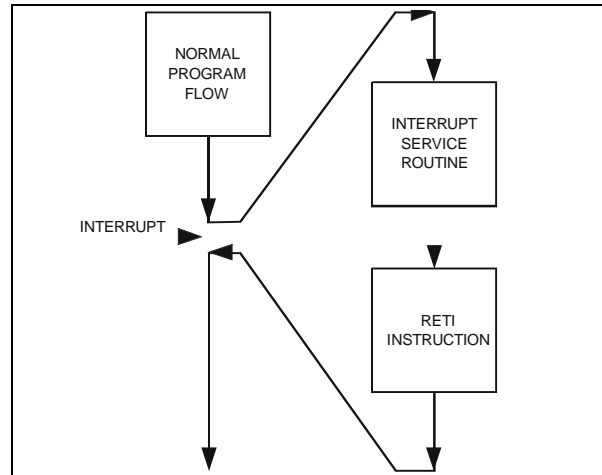 NORMAL
PROGRAM
FLOW
INTERRUPT
INTERRUPT
SERVICE
ROUTINE
RETI
INSTRUCTION